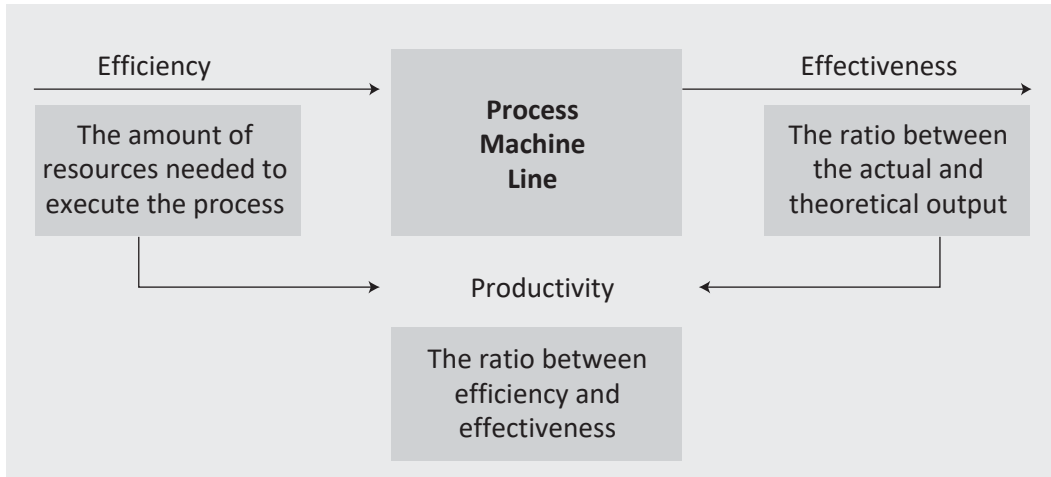 Efficiency
The amount of
resources needed to
execute the process
Process
Machine
Line
Effectiveness
The ratio between
the actual and
theoretical output
Productivity
The ratio between
efficiency and
effectiveness